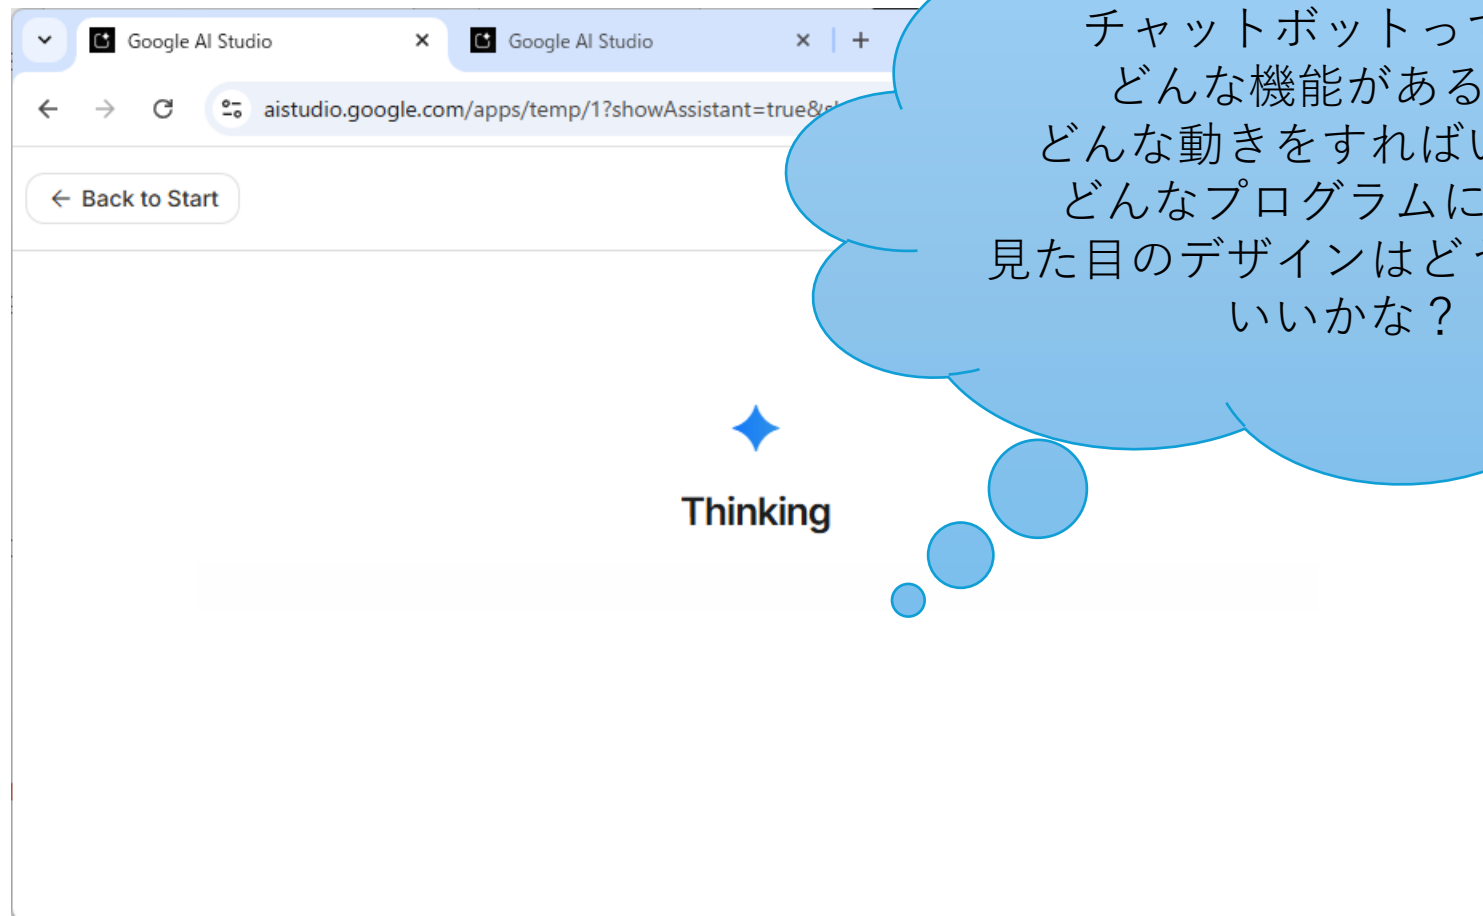 Google AI Studio
Google AI Studio
aistudio.google.com/apps/temp/1?showAssistant=true&
Back to Start
チャットボットっ
どんな機能がある
どんな動きをすれば
どんなプログラムに
見た目のデザインはど
いいかな？
Thinking